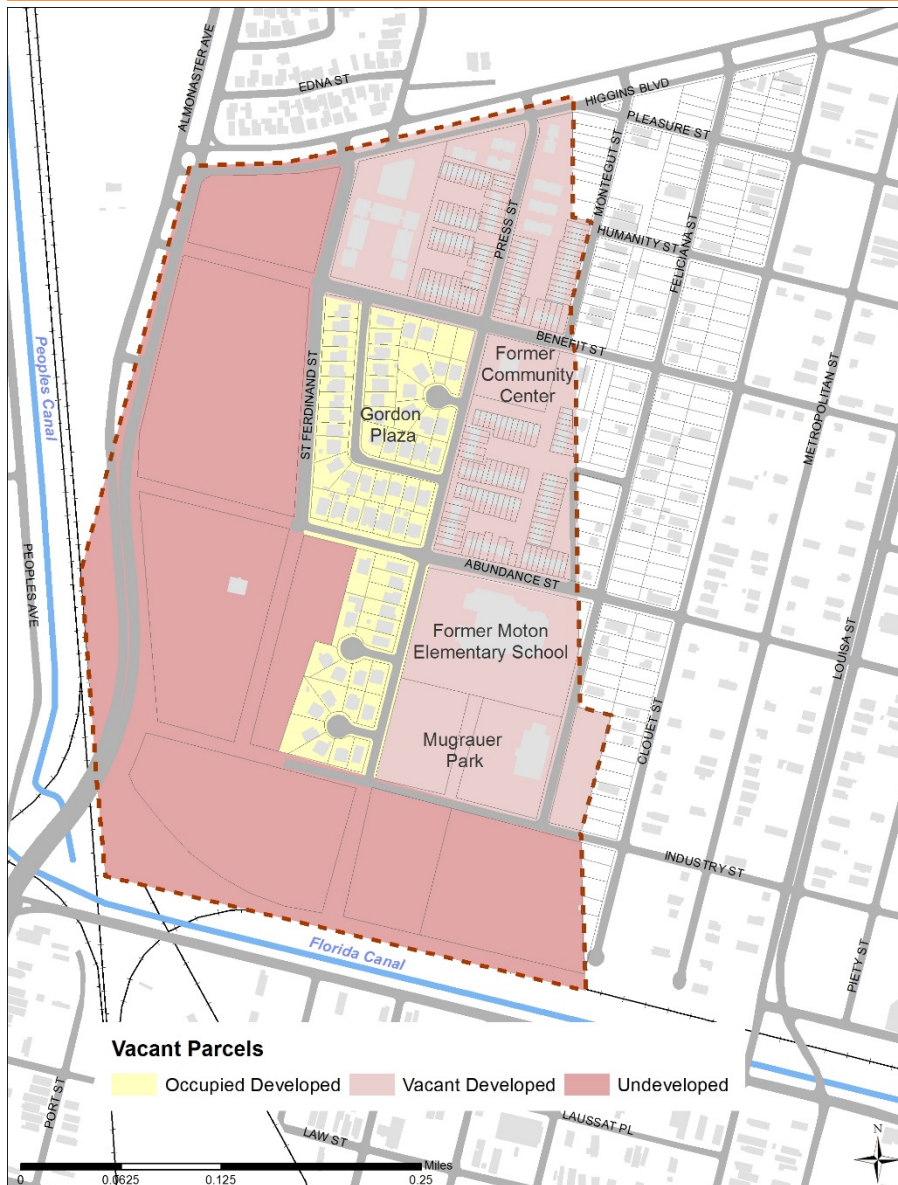 ALMONASTER AVE
EDNA ST
HIGGINS BLVD
PLEASURE ST
MONTEGUT ST
PRESS ST
HUMANITY ST
FELICIANA ST
Peoples Canal
BENEFIT ST
Former
Community
Center
ST FERDINAND ST
Gordon
Plaza
METROPOLITAN ST
PEOPLES AVE
ABUNDANCE ST
Former Moton
Elementary School
LOUISA ST
CLOUET ST
Mugrauer
Park
INDUSTRY ST
Florida Canal
PIETY ST
Vacant Parcels
Occupied Developed
Vacant Developed
Undeveloped
PORT ST
LAW ST
LAUSSAT PL
N
Miles
0
0.0625
0.125
0.25